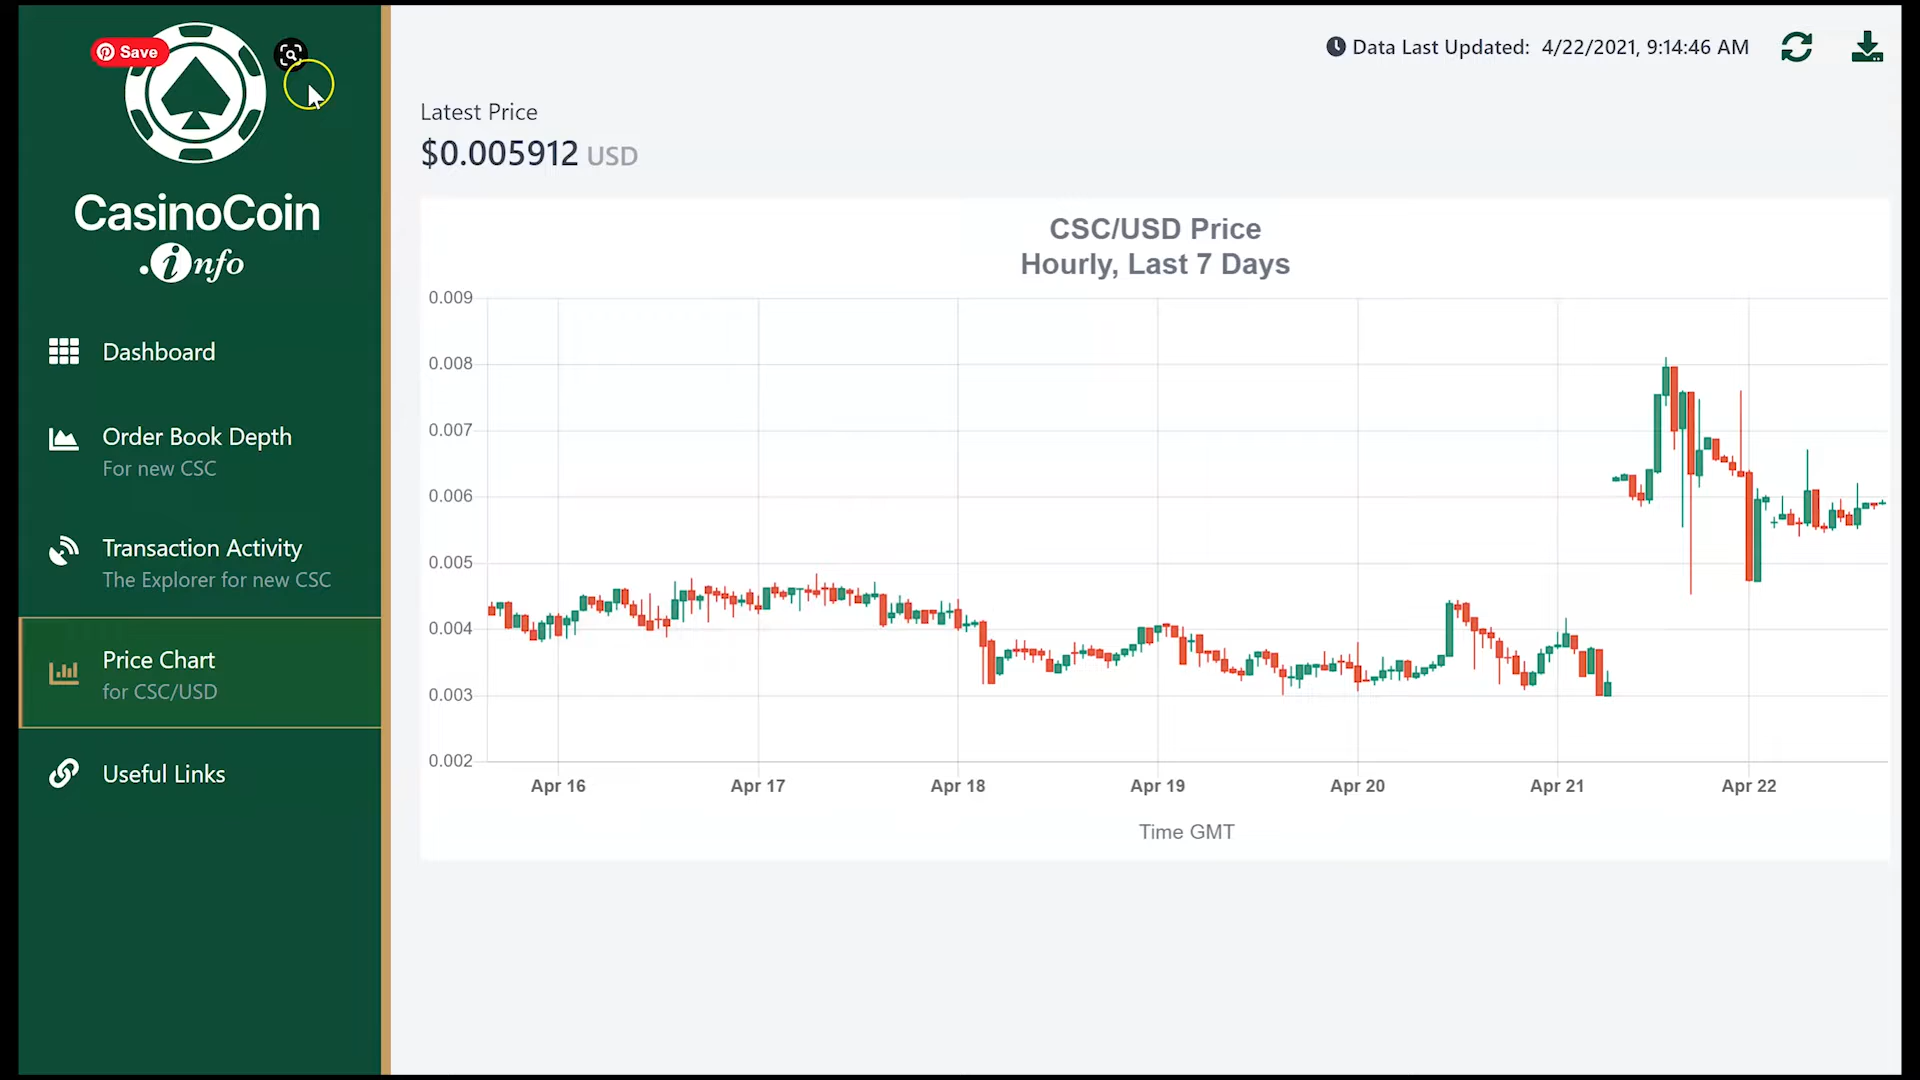 Save
CasinoCoin
.info
Dashboard
Order Book Depth
For new CSC
Transaction Activity
The Explorer for new CSC
Price Chart
for CSC/USD
Useful Links
Data Last Updated: 4/22/2021, 9:14:46 AM
Latest Price
$0.005912 USD
CSC/USD Price
Hourly, Last 7 Days
0.009
0.008
0.007
0.006
0.005
0.004
0.003
0.002
Apr 16 Apr 17 Apr 18 Apr 19 Apr 20 Apr 21 Apr 22
Time GMT